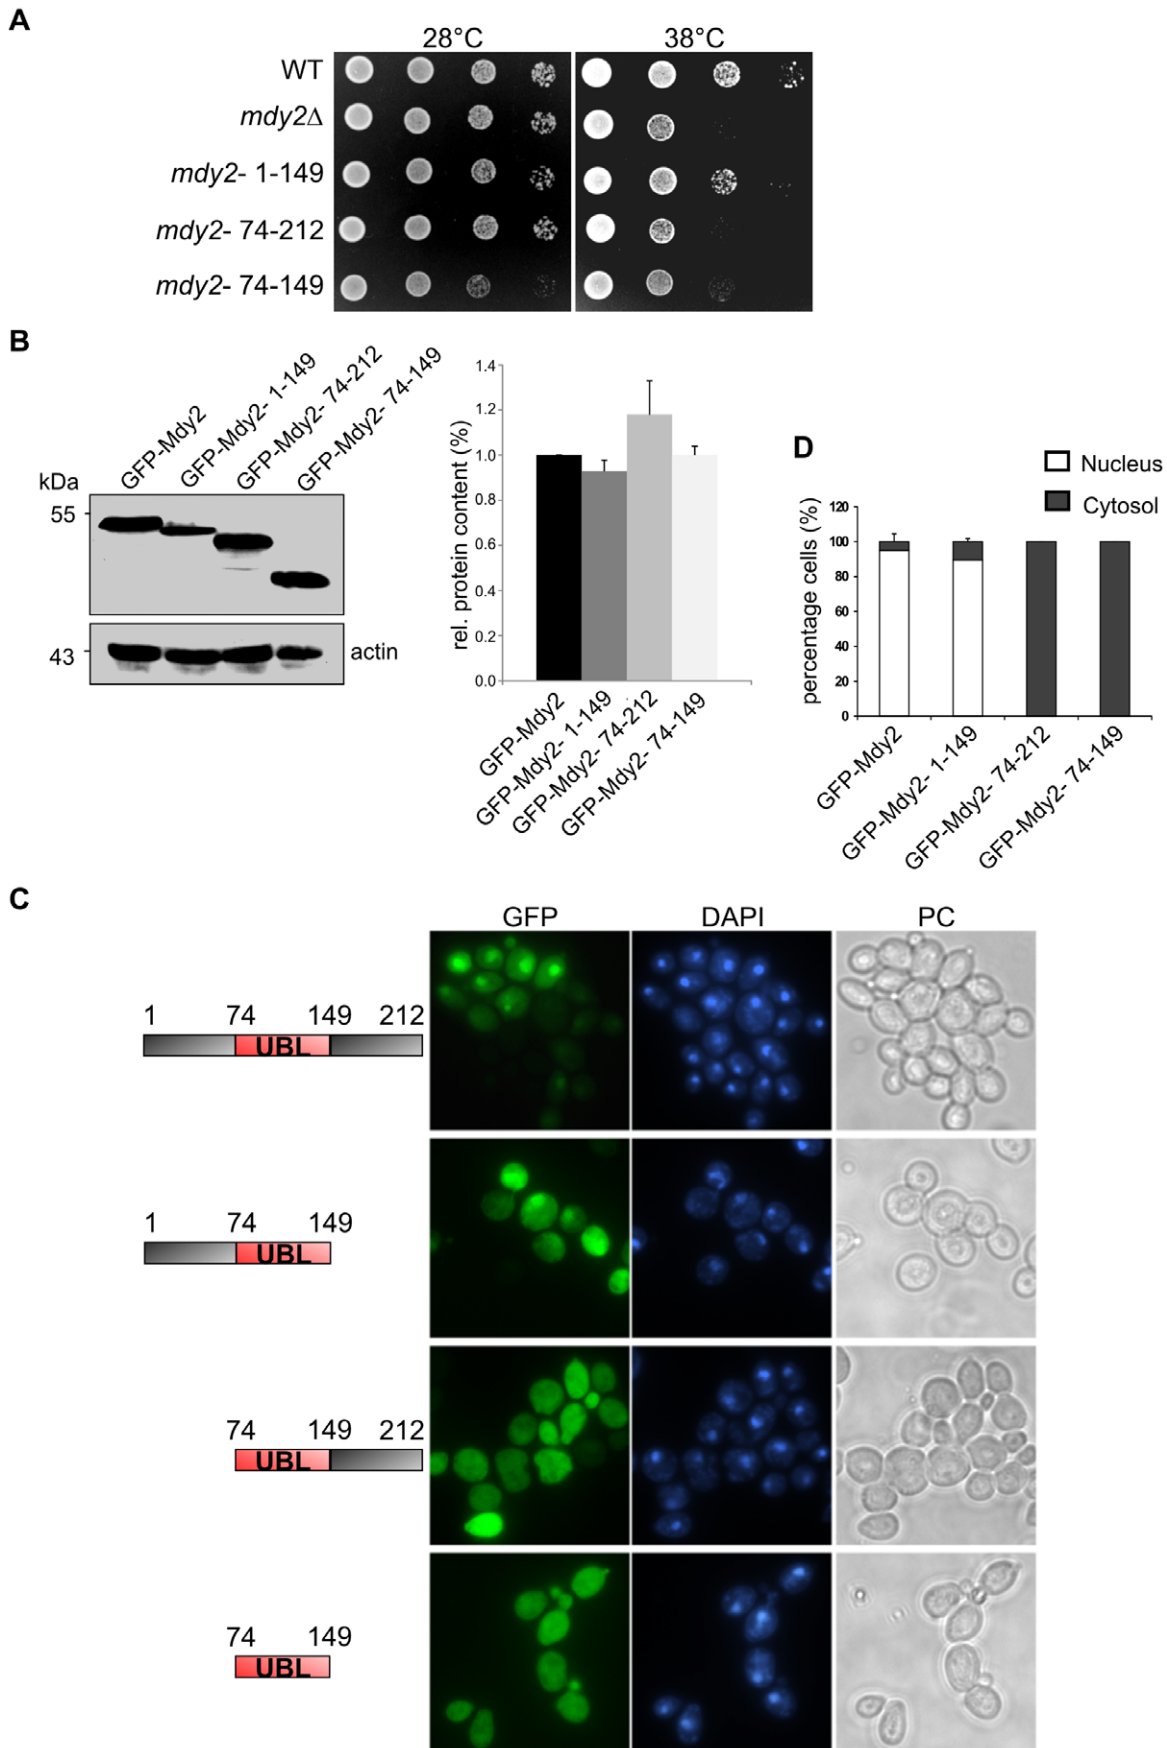 A
28°C 38°C
WT
mdy2Δ
mdy2- 1-149
mdy2- 74-212
mdy2- 74-149
B
GFP-Mdy2
GFP-Mdy2- 1-149
GFP-Mdy2- 74-212
GFP-Mdy2- 74-149
kDa
55
43
actin
rel. protein content (%)
1.4
1.2
1.0
0.8
0.6
0.4
0.2
0.0
GFP-Mdy2
GFP-Mdy2- 1-149
GFP-Mdy2- 74-212
GFP-Mdy2- 74-149
D
Nucleus
Cytosol
percentage cells (%)
120
100
80
60
40
20
0
GFP-Mdy2
GFP-Mdy2- 1-149
GFP-Mdy2- 74-212
GFP-Mdy2- 74-149
C
GFP DAPI PC
1 74 149 212
UBL
1 74 149
UBL
74 149 212
UBL
74 149
UBL